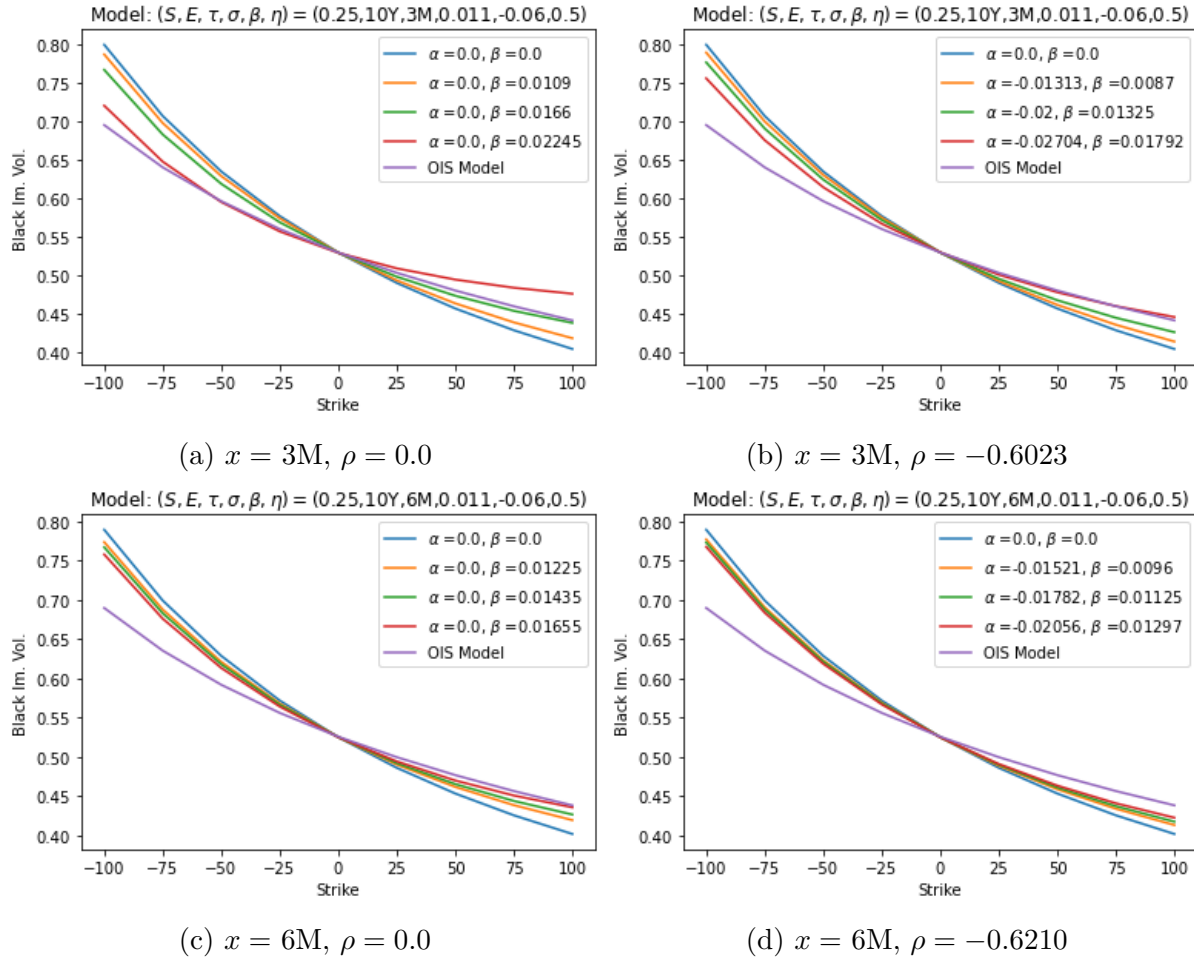 Model: (S, E, τ, σ, β, η) = (0.25,10Y,3M,0.011,-0.06,0.5)
0.80
0.75
0.70
0.65
0.60
0.55
0.50
0.45
0.40
Black Im. Vol.
α =0.0, β =0.0
α =0.0, β =0.0109
α =0.0, β =0.0166
α =0.0, β =0.02245
OIS Model
−100 −75 −50 −25 0 25 50 75 100
Strike
(a) x = 3M, ρ = 0.0
Model: (S, E, τ, σ, β, η) = (0.25,10Y,3M,0.011,-0.06,0.5)
0.80
0.75
0.70
0.65
0.60
0.55
0.50
0.45
0.40
Black Im. Vol.
α =0.0, β =0.0
α =-0.01313, β =0.0087
α =-0.02, β =0.01325
α =-0.02704, β =0.01792
OIS Model
−100 −75 −50 −25 0 25 50 75 100
Strike
(b) x = 3M, ρ = −0.6023
Model: (S, E, τ, σ, β, η) = (0.25,10Y,6M,0.011,-0.06,0.5)
0.80
0.75
0.70
0.65
0.60
0.55
0.50
0.45
0.40
Black Im. Vol.
α =0.0, β =0.0
α =0.0, β =0.01225
α =0.0, β =0.01435
α =0.0, β =0.01655
OIS Model
−100 −75 −50 −25 0 25 50 75 100
Strike
(c) x = 6M, ρ = 0.0
Model: (S, E, τ, σ, β, η) = (0.25,10Y,6M,0.011,-0.06,0.5)
0.80
0.75
0.70
0.65
0.60
0.55
0.50
0.45
0.40
Black Im. Vol.
α =0.0, β =0.0
α =-0.01521, β =0.0096
α =-0.01782, β =0.01125
α =-0.02056, β =0.01297
OIS Model
−100 −75 −50 −25 0 25 50 75 100
Strike
(d) x = 6M, ρ = −0.6210